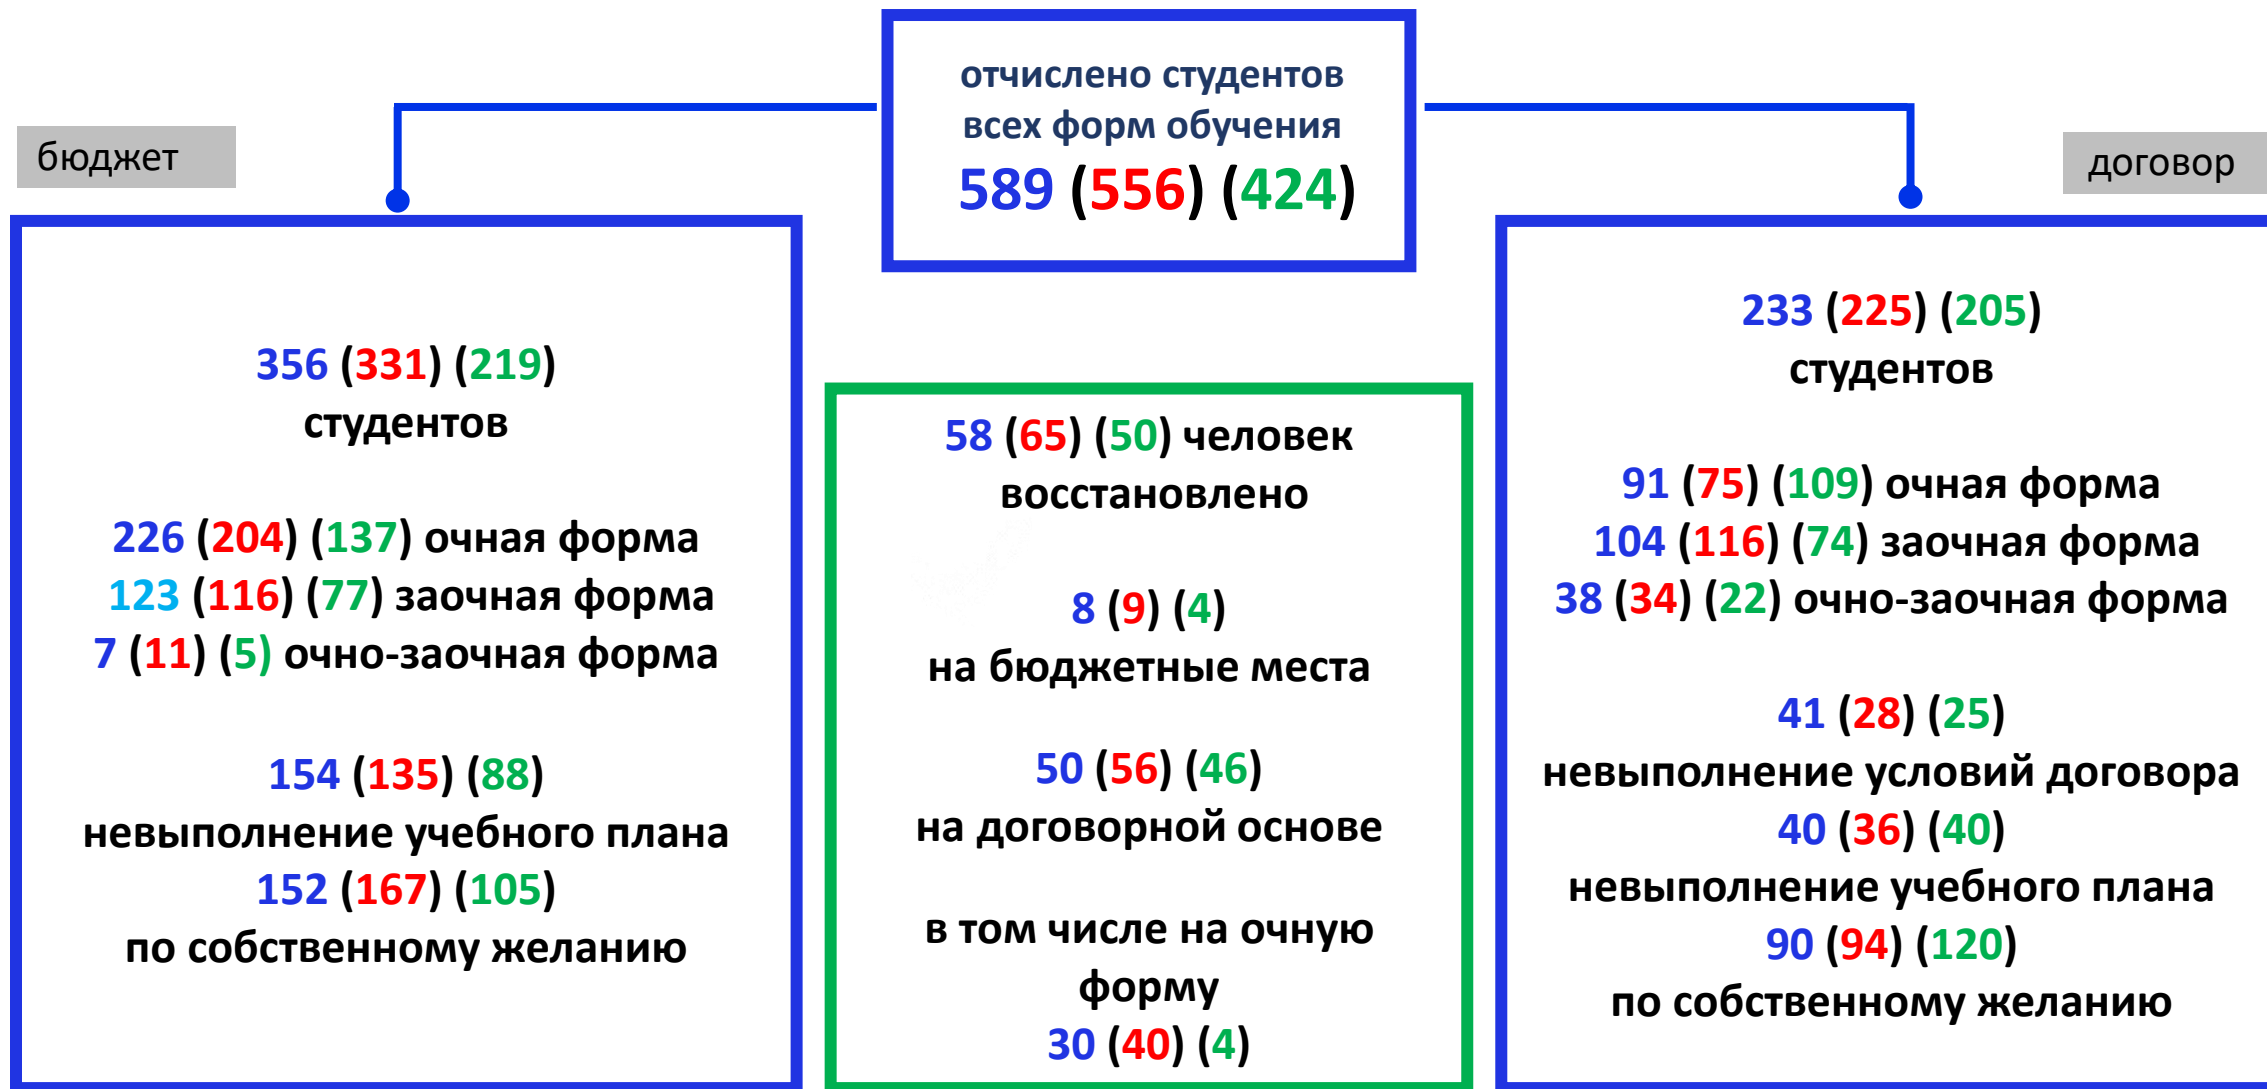 отчислено студентов
всех форм обучения
589 (556) (424)
бюджет
договор
356 (331) (219)
студентов
226 (204) (137) очная форма
123 (116) (77) заочная форма
7 (11) (5) очно-заочная форма
154 (135) (88)
невыполнение учебного плана
152 (167) (105)
по собственному желанию
58 (65) (50) человек
восстановлено
8 (9) (4)
на бюджетные места
50 (56) (46)
на договорной основе
в том числе на очную
форму
30 (40) (4)
233 (225) (205)
студентов
91 (75) (109) очная форма
104 (116) (74) заочная форма
38 (34) (22) очно-заочная форма
41 (28) (25)
невыполнение условий договора
40 (36) (40)
невыполнение учебного плана
90 (94) (120)
по собственному желанию